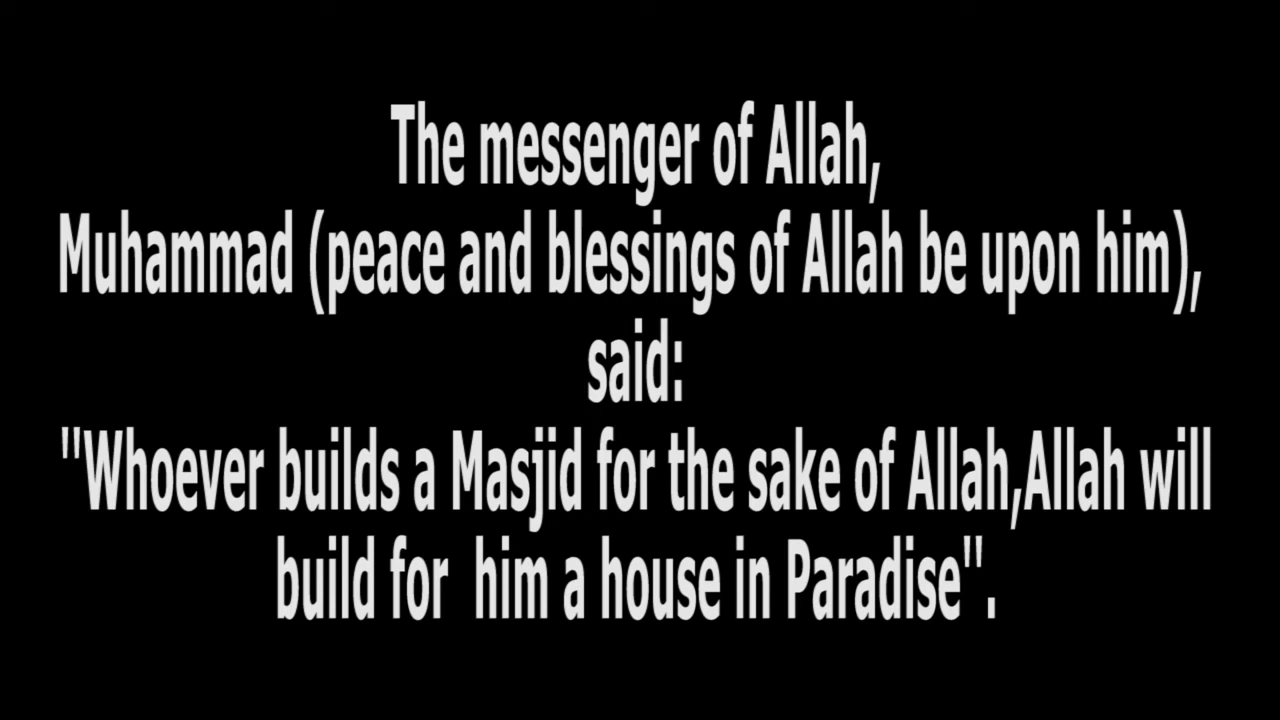 The messenger of Allah,
Muhammad (peace and blessings of Allah be upon him),
said:
"Whoever builds a Masjid for the sake of Allah,Allah will
build for  him a house in Paradise".